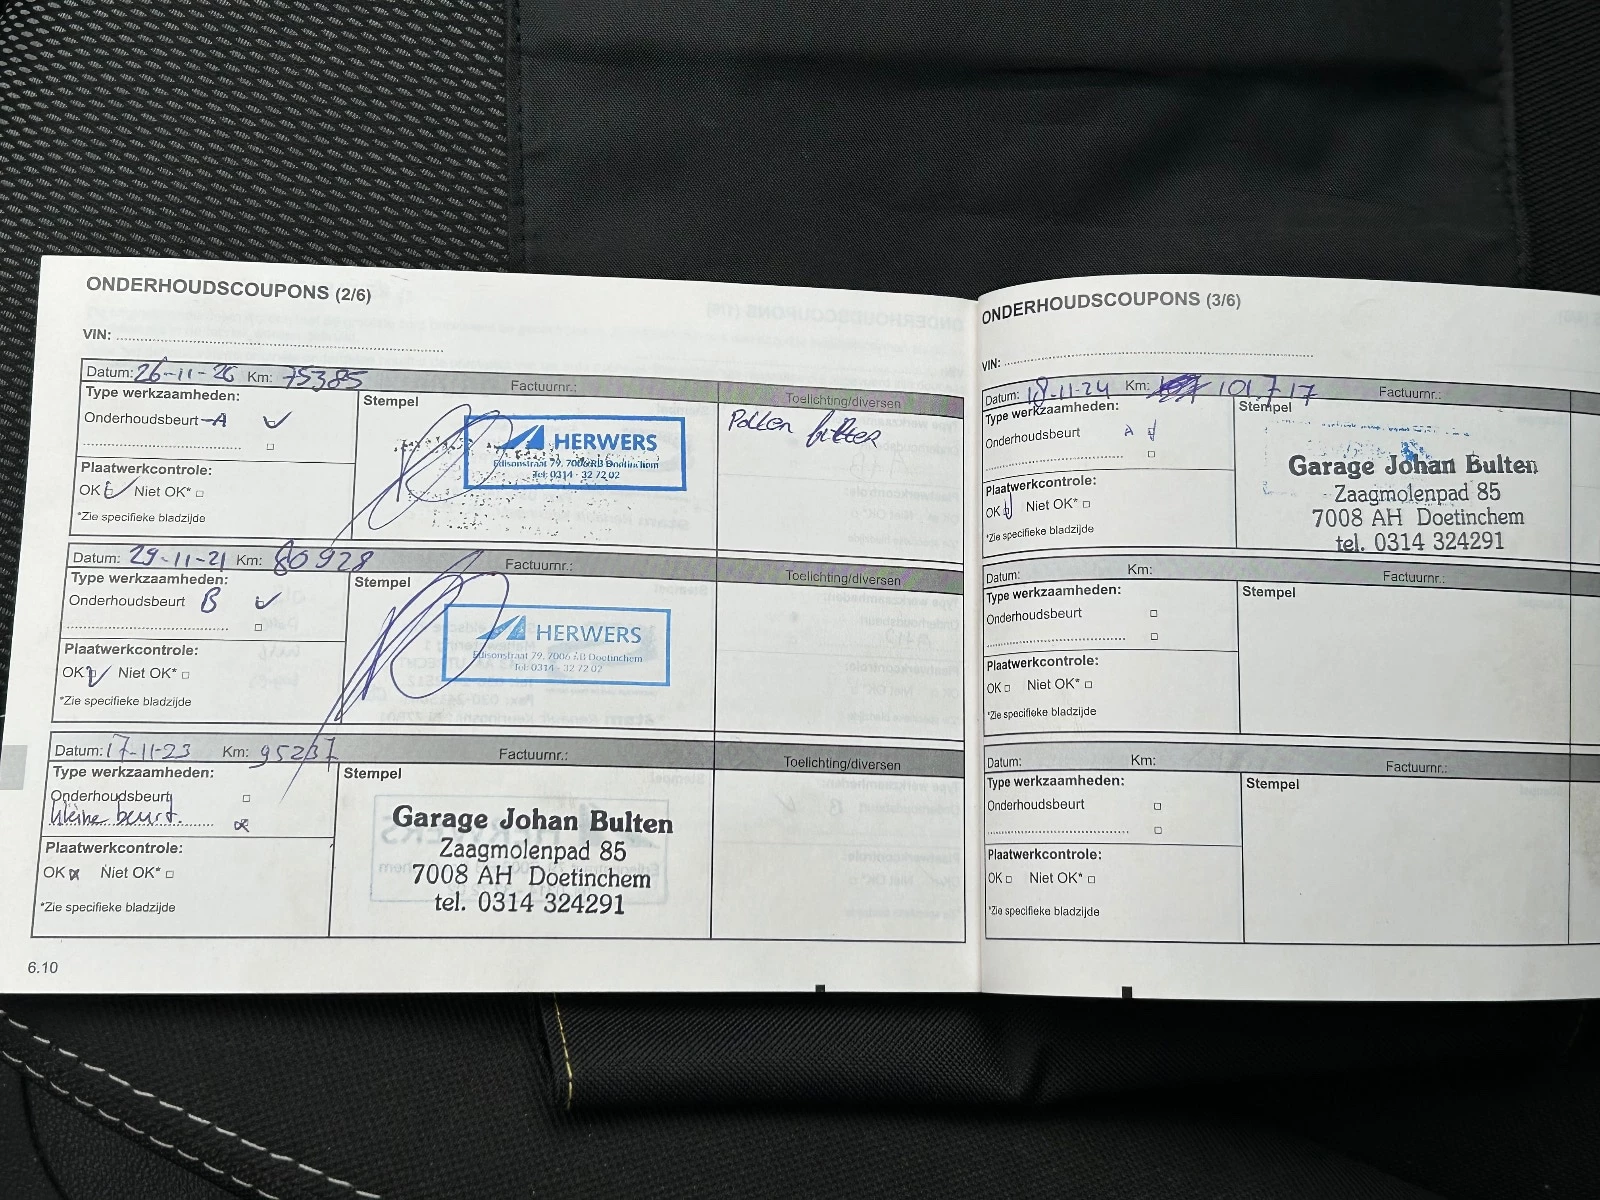 ONDERHOUDSCOUPONS (2/6)
VIN:
Datum: 26-11-20 Km: 75385 Factuurnr.: Toelichting/diversen
Type werkzaamheden: Stempel
Onderhoudsbeurt A
Pollen filter
HERWERS
Edisonstraat 79, 7006 RB Doetinchem
Tel: 0314 - 32 72 02
Plaatwerkcontrole:
OK Niet OK*
*Zie specifieke bladzijde
Datum: 29-11-21 Km: 80928 Factuurnr.: Toelichting/diversen
Type werkzaamheden: Stempel
Onderhoudsbeurt B
HERWERS
Edisonstraat 79, 7006 RB Doetinchem
Tel: 0314 - 32 72 02
Plaatwerkcontrole:
OK Niet OK*
*Zie specifieke bladzijde
Datum: 17-11-23 Km: 95237 Factuurnr.: Toelichting/diversen
Type werkzaamheden: Stempel
Onderhoudsbeurt
kleine beurt.
Garage Johan Bulten
Zaagmolenpad 85
7008 AH Doetinchem
tel. 0314 324291
Plaatwerkcontrole:
OK Niet OK*
*Zie specifieke bladzijde
6.10
ONDERHOUDSCOUPONS (3/6)
VIN:
Datum: 18-11-24 Km: 101.717 Factuurnr.:
Type werkzaamheden: Stempel
Onderhoudsbeurt A
Garage Johan Bulten
Zaagmolenpad 85
7008 AH Doetinchem
tel. 0314 324291
Plaatwerkcontrole:
OK Niet OK*
*Zie specifieke bladzijde
Datum: Km: Factuurnr.:
Type werkzaamheden: Stempel
Onderhoudsbeurt
Plaatwerkcontrole:
OK Niet OK*
*Zie specifieke bladzijde
Datum: Km: Factuurnr.:
Type werkzaamheden: Stempel
Onderhoudsbeurt
Plaatwerkcontrole:
OK Niet OK*
*Zie specifieke bladzijde